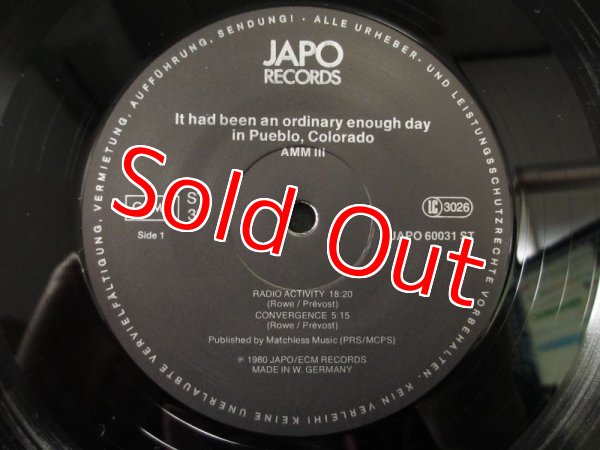 JAPO
RECORDS
It had been an ordinary enough day
in Pueblo, Colorado
AMM Iii
Sold Out
LC 3026
Side 1
JAPO 60031 ST
RADIO ACTIVITY 18:20
(Rowe / Prévost)
CONVERGENCE 5:15
(Rowe / Prévost)
Published by Matchless Music (PRS/MCPS)
℗ 1980 JAPO/ECM RECORDS
MADE IN W. GERMANY
ALLE URHEBER- UND LEISTUNGSSCHUTZRECHTE VORBEHALTEN. KEIN VERLEIH! KEINE UNERLAUBTE VERVIELFÄLTIGUNG, VERMIETUNG, AUFFÜHRUNG, SENDUNG! ·